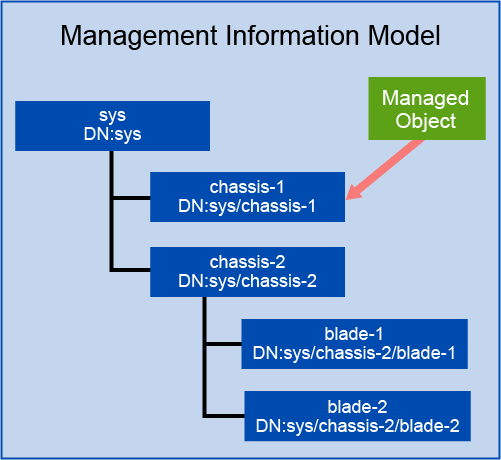 Management Information Model
Managed
Object
sys
DN:sys
chassis-1
DN:sys/chassis-1
chassis-2
DN:sys/chassis-2
blade-1
DN:sys/chassis-2/blade-1
blade-2
DN:sys/chassis-2/blade-2